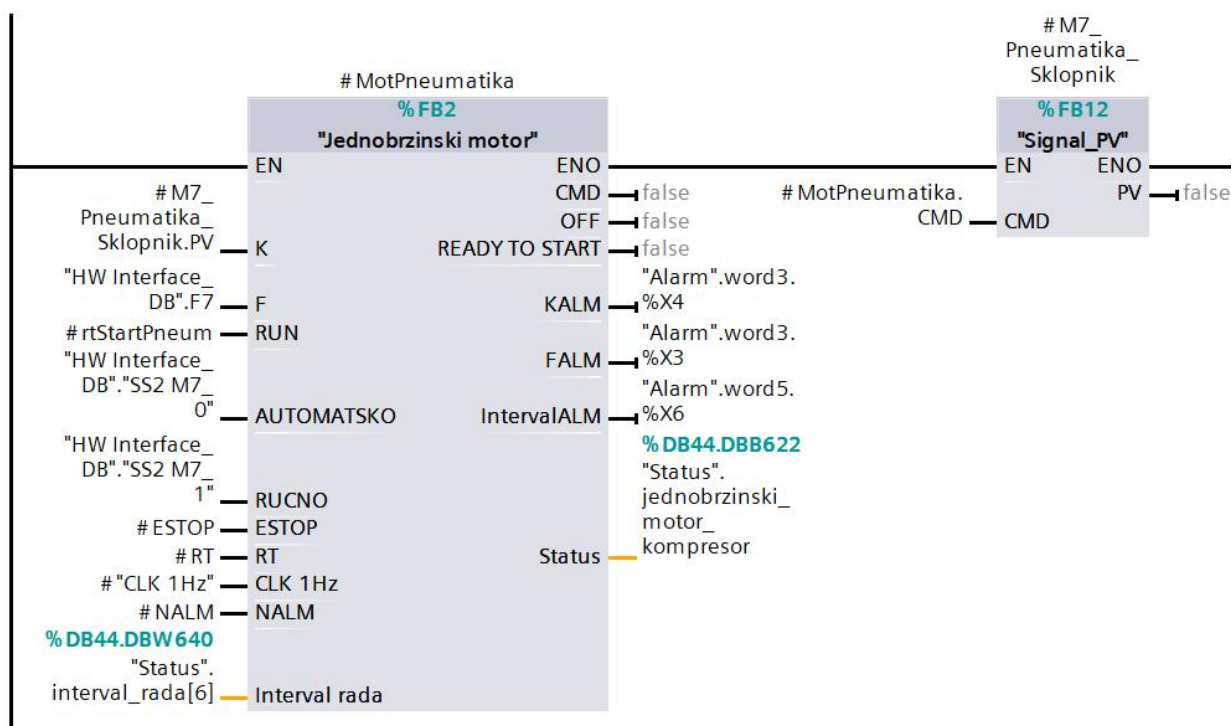 # M7_
Pneumatika_
Sklopnik
# MotPneumatika
%FB2
"Jednobrzinski motor"
%FB12
"Signal_PV"
EN
ENO
EN
ENO
# M7_
Pneumatika_
Sklopnik.PV
K
CMD
false
# MotPneumatika.
CMD
CMD
PV
false
OFF
false
READY TO START
false
"HW Interface_
DB".F7
F
KALM
"Alarm".word3.
%X4
#rtStartPneum
RUN
FALM
"Alarm".word3.
%X3
"HW Interface_
DB"."SS2 M7_
0"
AUTOMATSKO
IntervalALM
"Alarm".word5.
%X6
"HW Interface_
DB"."SS2 M7_
1"
RUCNO
%DB44.DBB622
"Status".
jednobrzinski_
motor_
kompresor
Status
#ESTOP
ESTOP
#RT
RT
#"CLK 1Hz"
CLK 1Hz
#NALM
NALM
%DB44.DBW640
"Status".
interval_rada[6]
Interval rada